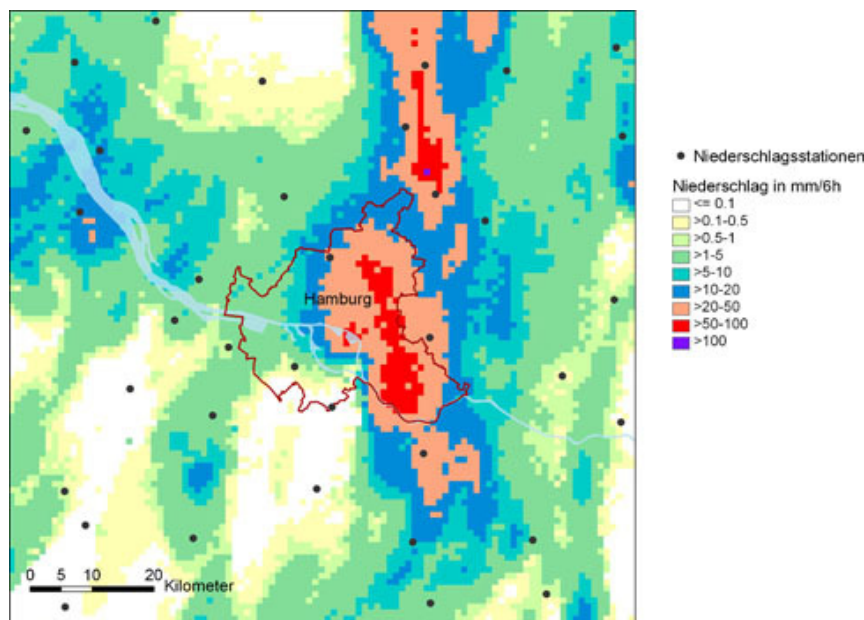 Niederschlagsstationen
Niederschlag in mm/6h
<= 0.1
>0.1-0.5
>0.5-1
>1-5
>5-10
>10-20
>20-50
>50-100
>100
Hamburg
0 5 10 20
Kilometer